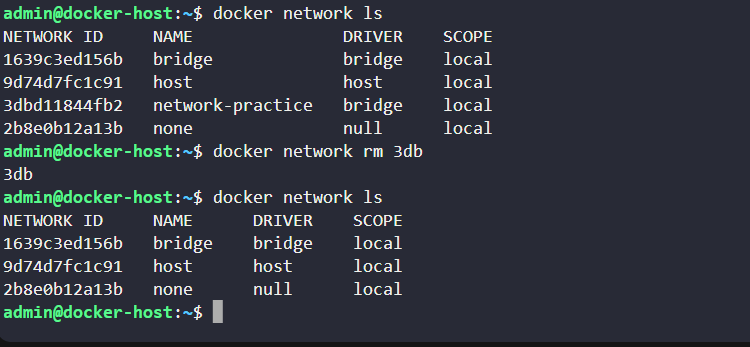 admin@docker-host:~$ docker network ls
NETWORK ID     NAME               DRIVER     SCOPE
1639c3ed156b   bridge             bridge     local
9d74d7fc1c91   host               host       local
3dbd11844fb2   network-practice   bridge     local
2b8e0b12a13b   none               null       local
admin@docker-host:~$ docker network rm 3db
3db
admin@docker-host:~$ docker network ls
NETWORK ID     NAME      DRIVER    SCOPE
1639c3ed156b   bridge    bridge    local
9d74d7fc1c91   host      host      local
2b8e0b12a13b   none      null      local
admin@docker-host:~$